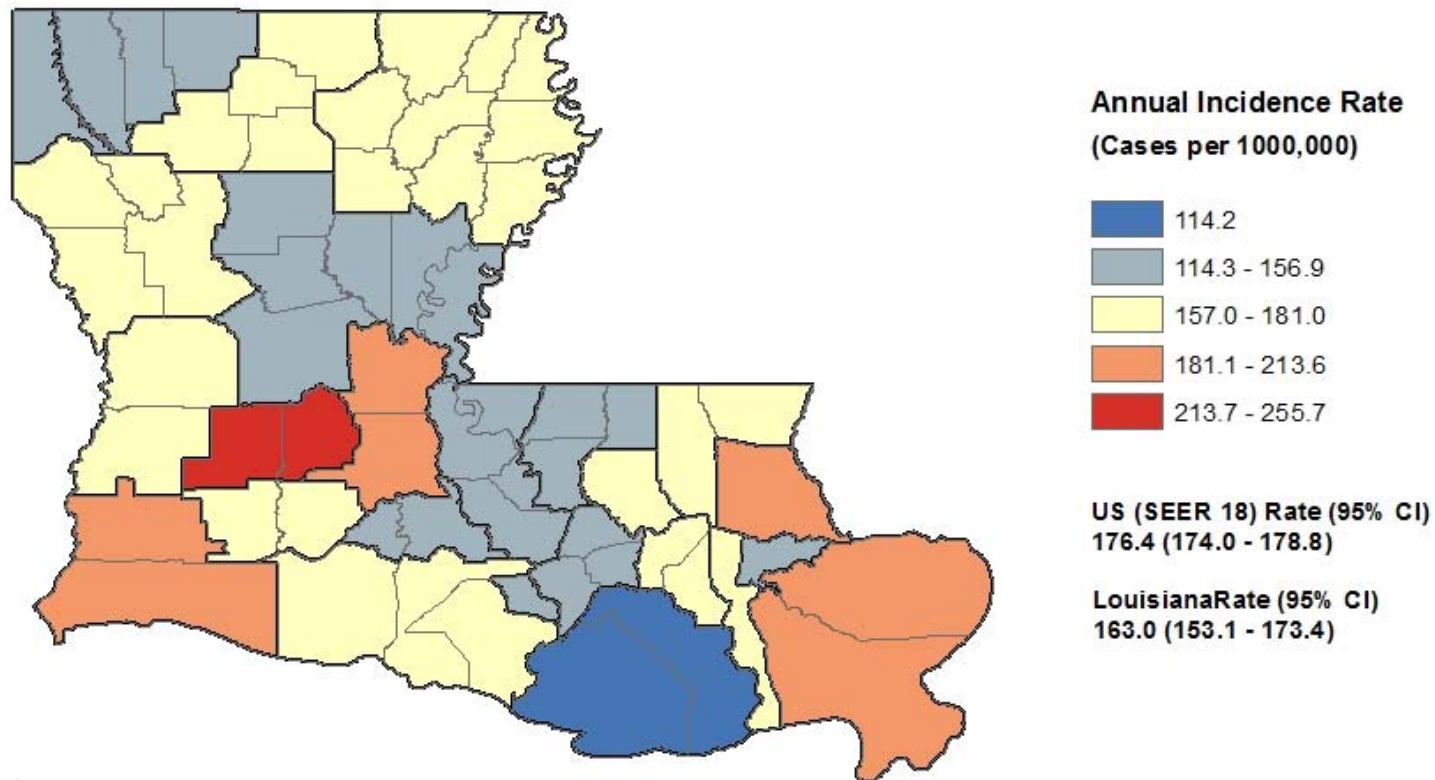 Annual Incidence Rate
(Cases per 1000,000)
114.2
114.3 - 156.9
157.0 - 181.0
181.1 - 213.6
213.7 - 255.7
US (SEER 18) Rate (95% CI)
176.4 (174.0 - 178.8)
LouisianaRate (95% CI)
163.0 (153.1 - 173.4)